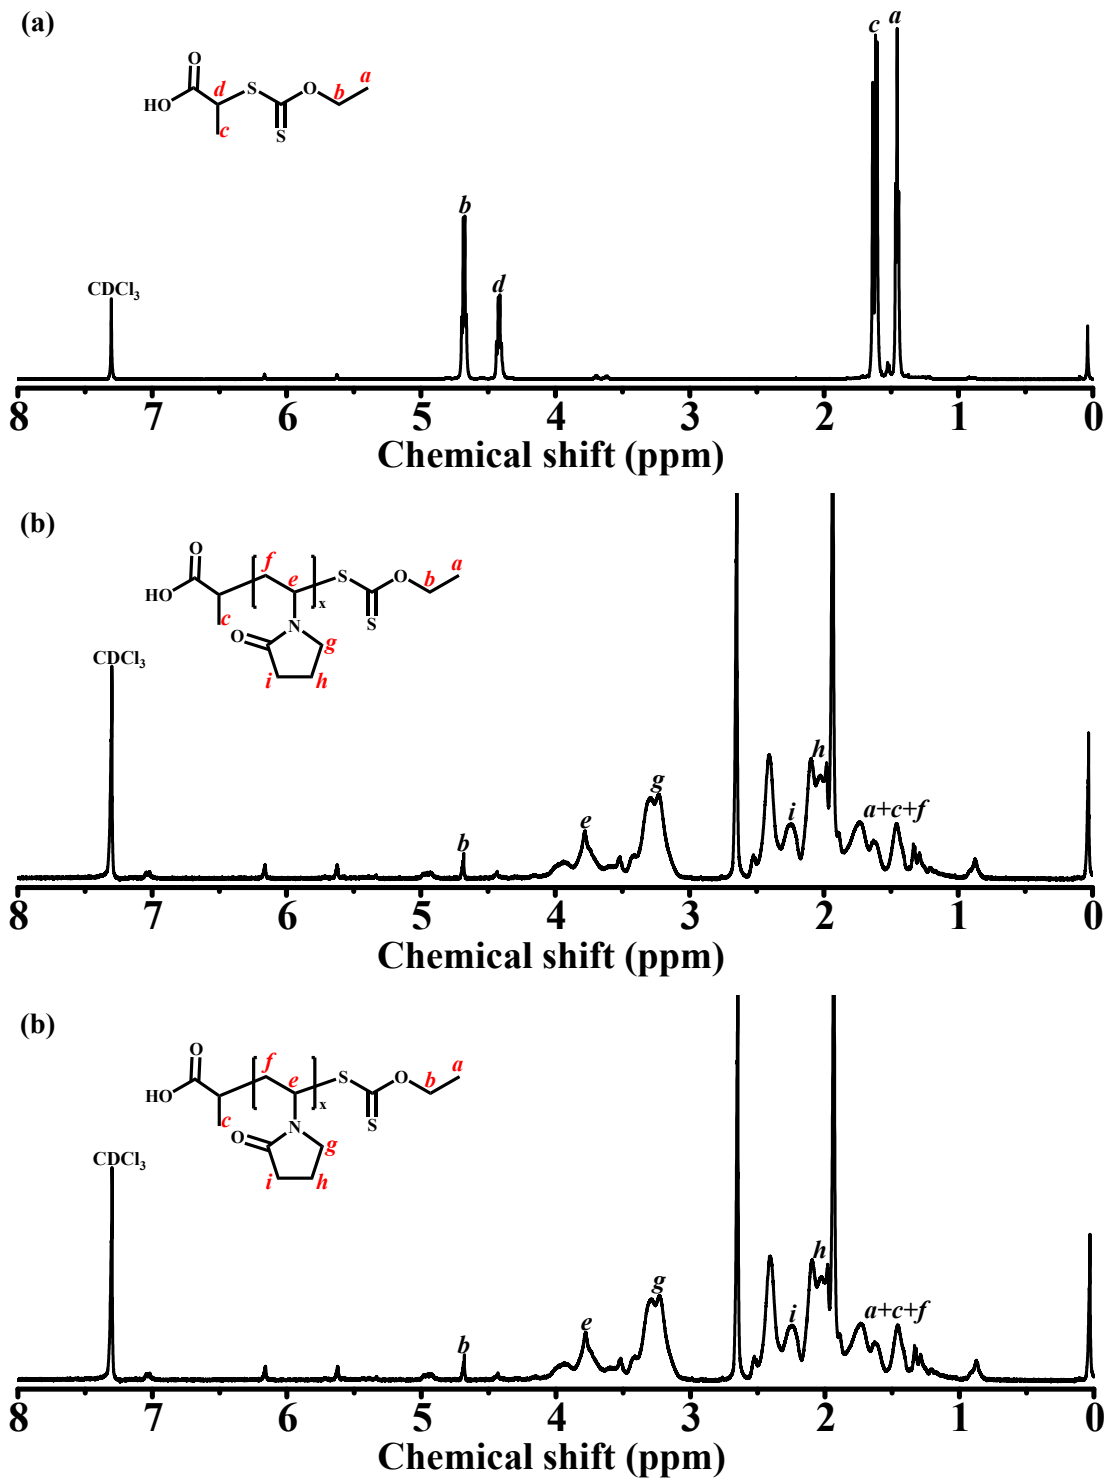 (a)
O
HO
d
c
S
S
O
b
a
c
a
b
d
CDCl3
8 7 6 5 4 3 2 1 0
Chemical shift (ppm)
(b)
O
HO
c
f
e
x
S
S
O
b
a
N
O
g
h
i
CDCl3
b
e
g
i
h
a+c+f
8 7 6 5 4 3 2 1 0
Chemical shift (ppm)
(b)
O
HO
c
f
e
x
S
S
O
b
a
N
O
g
h
i
CDCl3
b
e
g
i
h
a+c+f
8 7 6 5 4 3 2 1 0
Chemical shift (ppm)